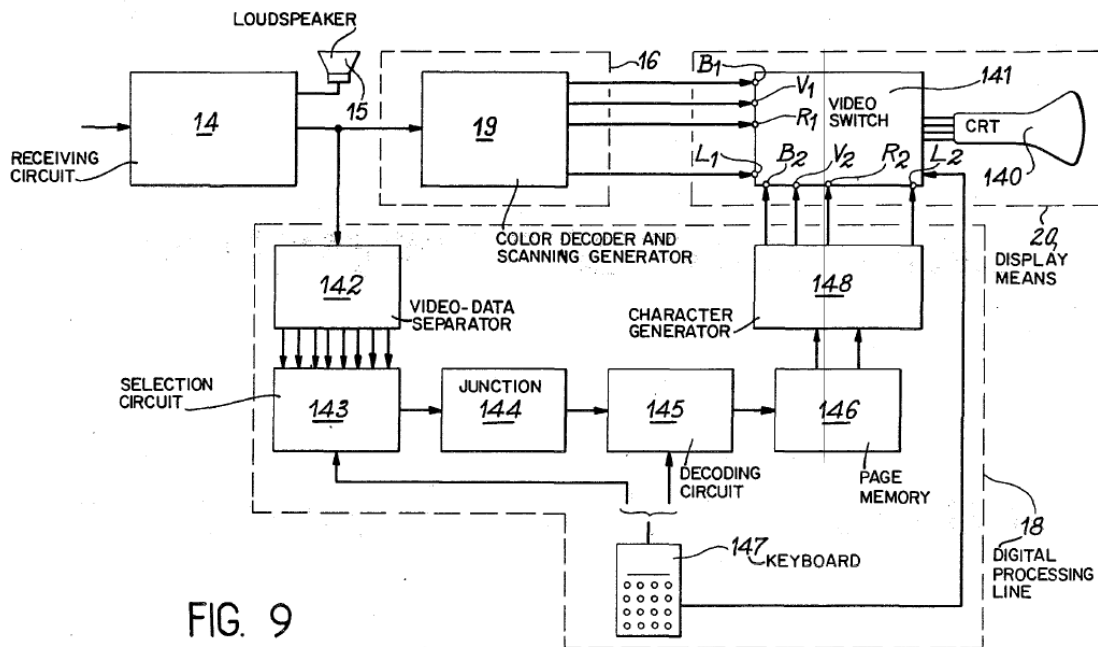 LOUDSPEAKER
15
16
B1
V1
R1
L1
B2
V2
R2
L2
141
VIDEO
SWITCH
CRT
140
14
RECEIVING
CIRCUIT
19
COLOR DECODER AND
SCANNING GENERATOR
20,
DISPLAY
MEANS
142
VIDEO-DATA
SEPARATOR
148
CHARACTER
GENERATOR
SELECTION
CIRCUIT
143
JUNCTION
144
145
DECODING
CIRCUIT
146
PAGE
MEMORY
147
KEYBOARD
18
DIGITAL
PROCESSING
LINE
FIG. 9